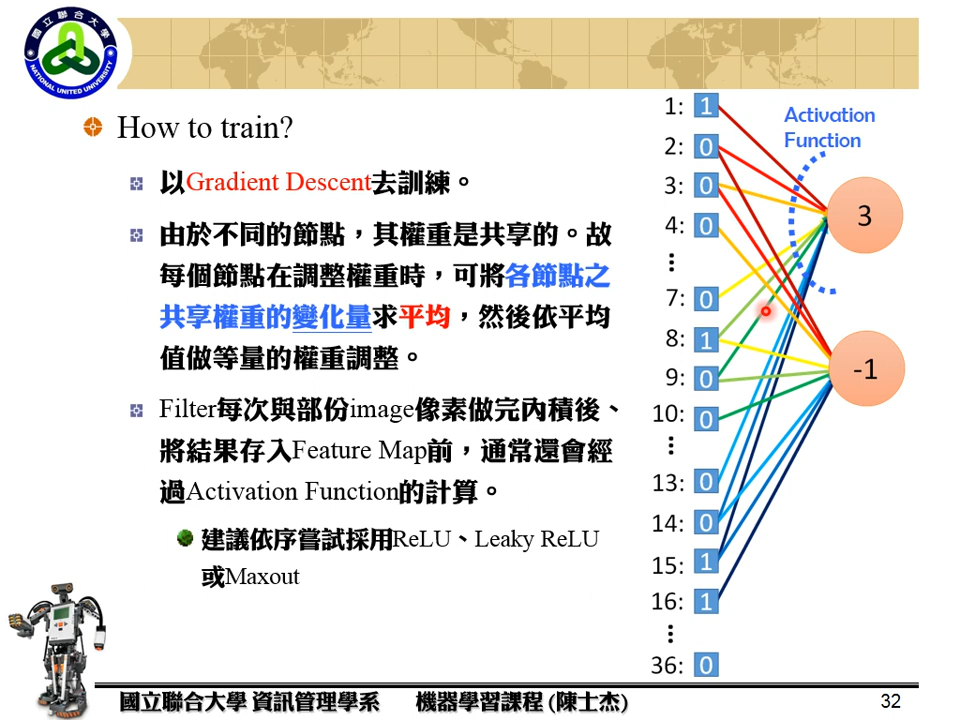 國立聯合大學
NATIONAL UNITED UNIVERSITY
How to train?
以Gradient Descent去訓練。
由於不同的節點，其權重是共享的。故
每個節點在調整權重時，可將各節點之
共享權重的變化量求平均，然後依平均
值做等量的權重調整。
Filter每次與部份image像素做完內積後、
將結果存入Feature Map前，通常還會經
過Activation Function的計算。
建議依序嘗試採用ReLU、Leaky ReLU
或Maxout
Activation
Function
1: 1
2: 0
3: 0
4: 0
⋮
7: 0
8: 1
9: 0
10: 0
⋮
13: 0
14: 0
15: 1
16: 1
⋮
36: 0
3
-1
國立聯合大學 資訊管理學系 機器學習課程 (陳士杰)
32